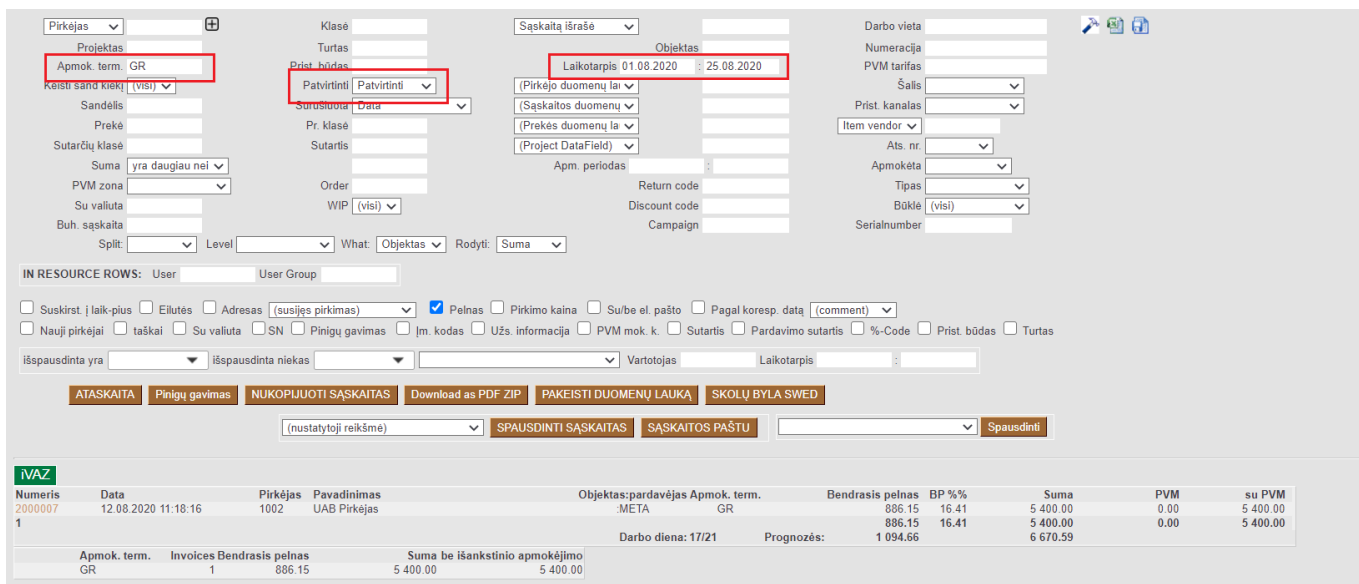 Pirkėjas Klasė Sąskaitą išrašė Darbo vieta
Projektas Turtas Objektas Numeracija
Apmok. term. GR Prist. būdas Laikotarpis 01.08.2020 : 25.08.2020 PVM tarifas
Keisti sand kiekį (visi) Patvirtinti Patvirtinti (Pirkėjo duomenų lau Šalis
Sandėlis Surūšiuota Data (Sąskaitos duomenų Prist. kanalas
Prekė Pr. klasė (Prekės duomenų la Item vendor
Sutarčių klasė Sutartis (Project DataField) Ats. nr.
Suma yra daugiau nei Apm. periodas : Apmokėta
PVM zona Order Return code Tipas
Su valiuta WIP (visi) Discount code Būklė (visi)
Buh. sąskaita Campaign Serialnumber
Split: Level What: Objektas Rodyti: Suma
IN RESOURCE ROWS: User User Group
Suskirst. į laik-pius Eilutės Adresas (susijęs pirkimas) Pelnas Pirkimo kaina Su/be el. pašto Pagal koresp. datą (comment)
Nauji pirkėjai taškai Su valiuta SN Pinigų gavimas Įm. kodas Užs. informacija PVM mok. k. Sutartis Pardavimo sutartis %-Code Prist. būdas Turtas
išspausdinta yra išspausdinta niekas Vartotojas Laikotarpis :
ATASKAITA Pinigų gavimas NUKOPIJUOTI SĄSKAITAS Download as PDF ZIP PAKEISTI DUOMENŲ LAUKĄ SKOLŲ BYLA SWED
(nustatytoji reikšmė) SPAUSDINTI SĄSKAITAS SĄSKAITOS PAŠTU Spausdinti
iVAZ
Numeris Data Pirkėjas Pavadinimas Objektas:pardavėjas Apmok. term. Bendrasis pelnas BP %% Suma PVM su PVM
2000007 12.08.2020 11:18:16 1002 UAB Pirkėjas :META GR 886.15 16.41 5 400.00 0.00 5 400.00
1 886.15 16.41 5 400.00 0.00 5 400.00
Darbo diena: 17/21 Prognozės: 1 094.66 6 670.59
Apmok. term. Invoices Bendrasis pelnas Suma be išankstinio apmokėjimo
GR 1 886.15 5 400.00 5 400.00